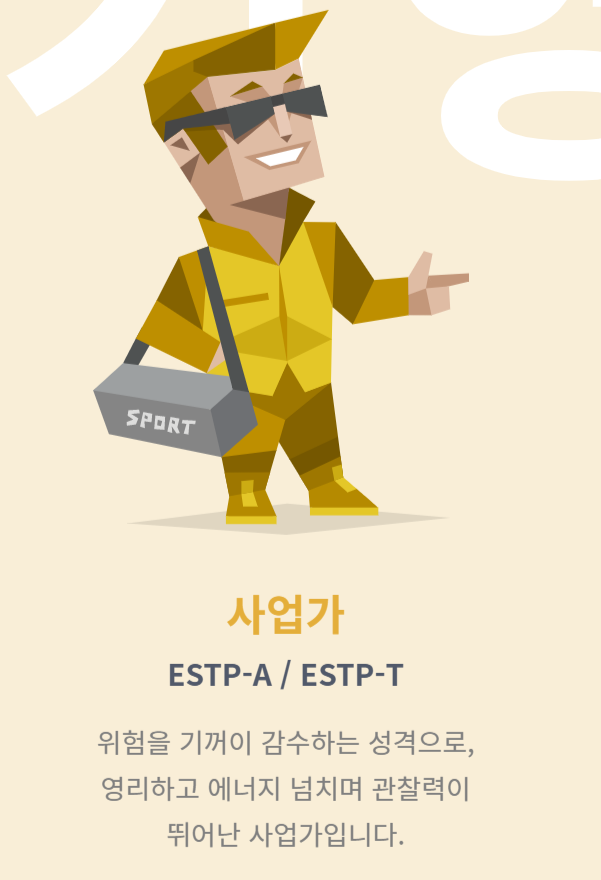 SPORT
사업가
ESTP-A / ESTP-T
위험을 기꺼이 감수하는 성격으로,
영리하고 에너지 넘치며 관찰력이
뛰어난 사업가입니다.